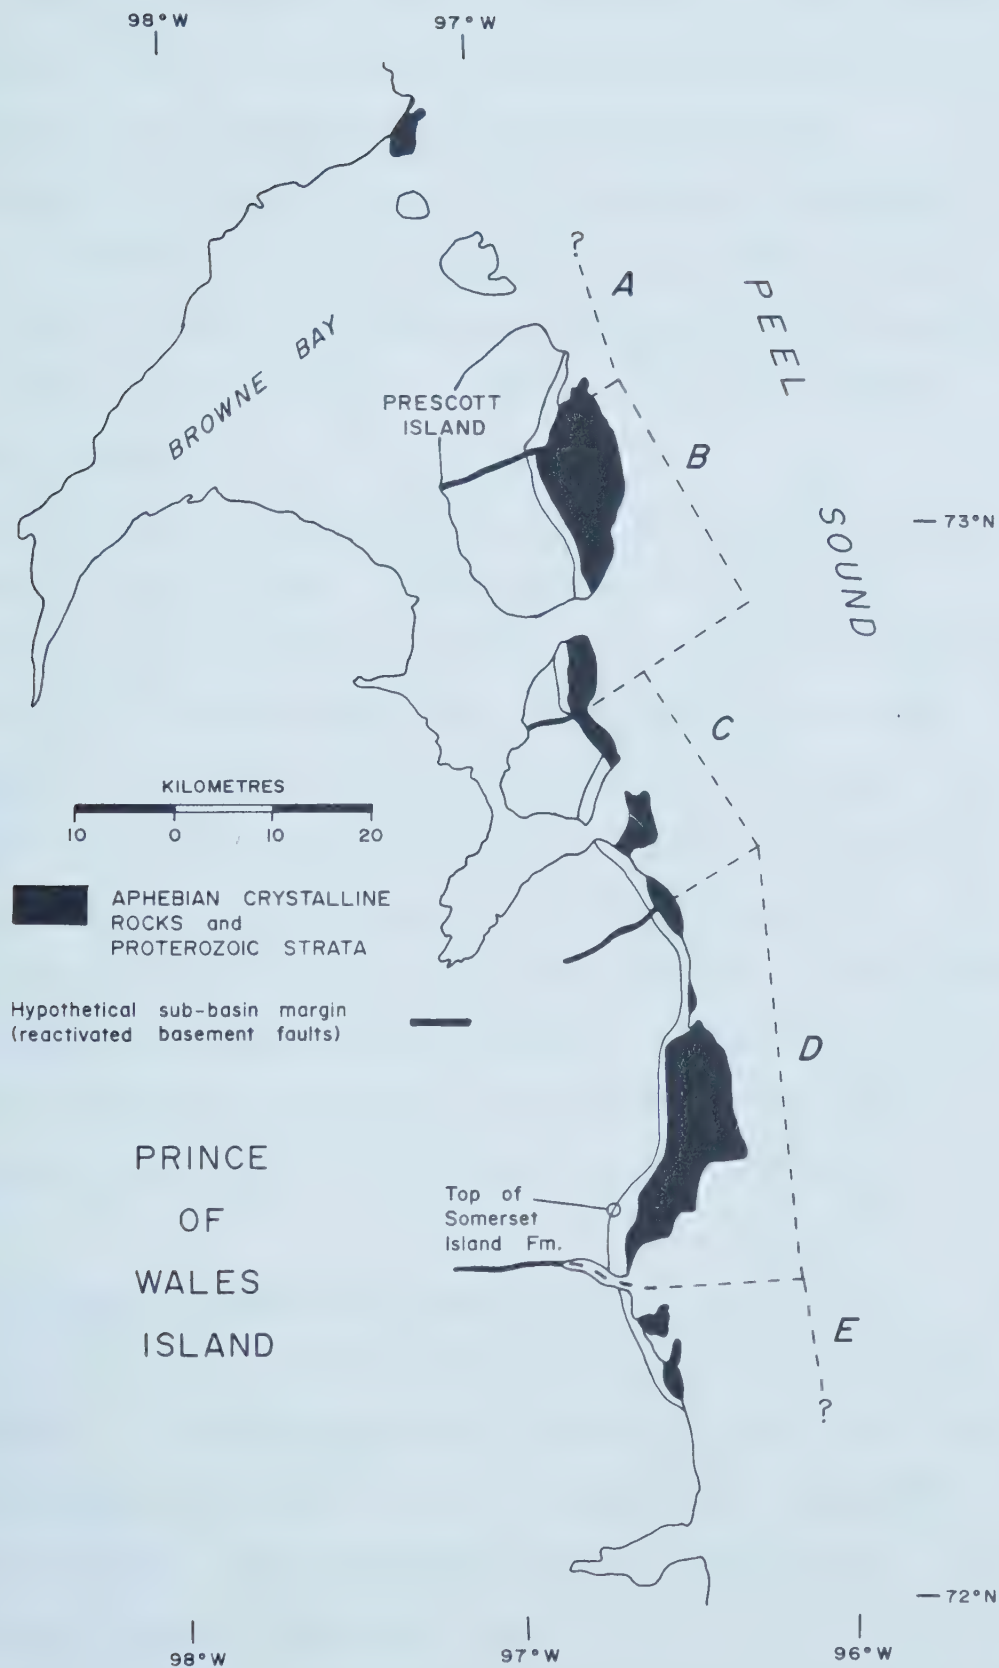 98°W
97°W
?
A
PEEL
BROWNE BAY
PRESCOTT
ISLAND
B
SOUND
73°N
C
KILOMETRES
10 0 10 20
APHEBIAN CRYSTALLINE
ROCKS and
PROTEROZOIC STRATA
Hypothetical sub-basin margin
(reactivated basement faults)
D
PRINCE
OF
WALES
ISLAND
Top of
Somerset
Island Fm.
E
?
72°N
98°W
97°W
96°W